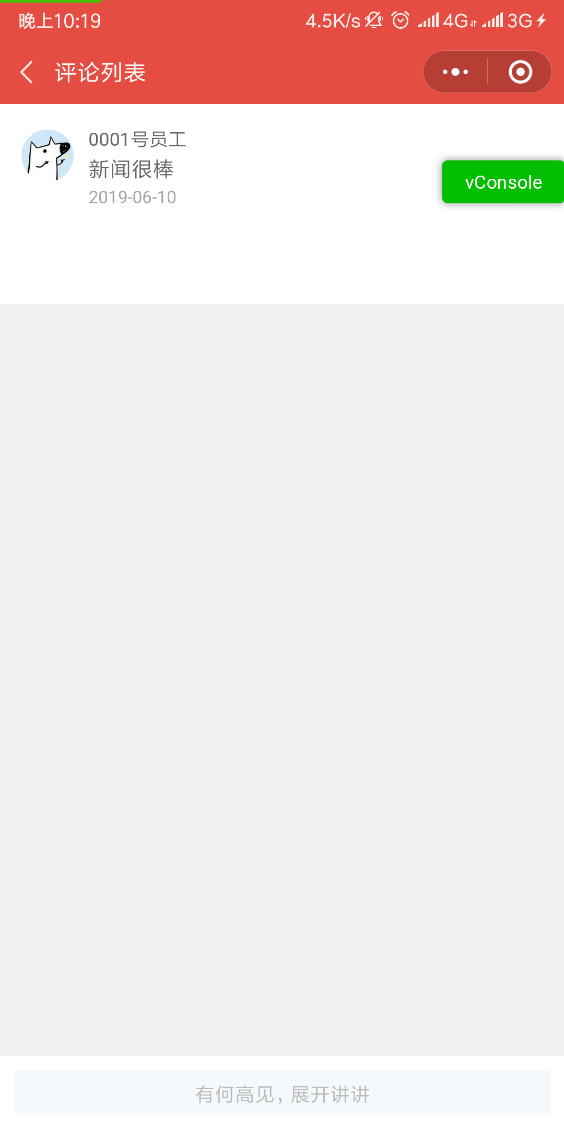 晚上10:19 4.5K/s 4G 3G
评论列表
0001号员工
新闻很棒
2019-06-10
vConsole
有何高见，展开讲讲